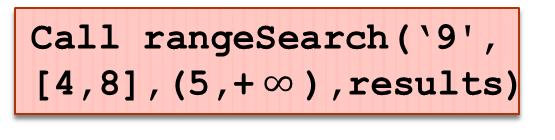 Call rangeSearch(‘9',
[4,8],(5,+∞),results)